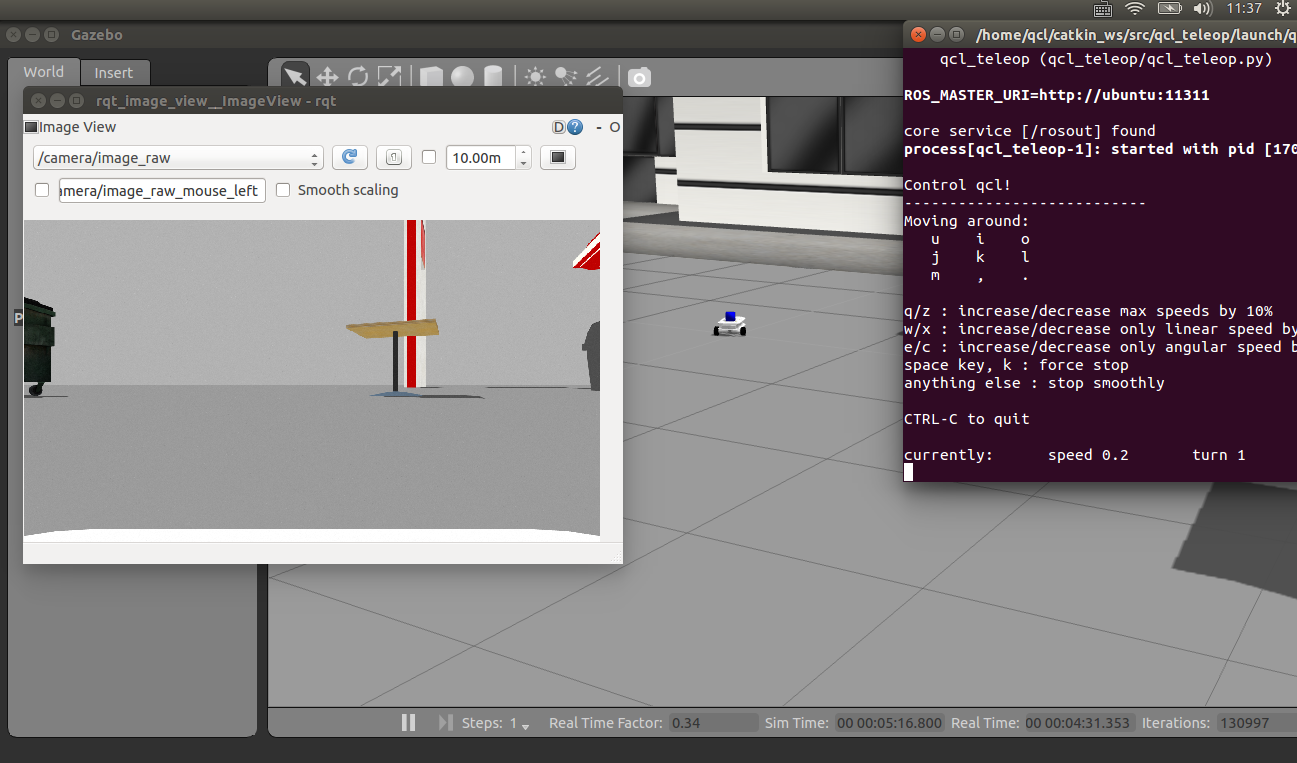 11:37
Gazebo
World Insert
rqt_image_view__ImageView - rqt
Image View
D ? - O
/camera/image_raw
10.00m
amera/image_raw_mouse_left
Smooth scaling
P
/home/qcl/catkin_ws/src/qcl_teleop/launch/q
qcl_teleop (qcl_teleop/qcl_teleop.py)
ROS_MASTER_URI=http://ubuntu:11311
core service [/rosout] found
process[qcl_teleop-1]: started with pid [170
Control qcl!
---------------------------
Moving around:
u i o
j k l
m , .
q/z : increase/decrease max speeds by 10%
w/x : increase/decrease only linear speed by
e/c : increase/decrease only angular speed b
space key, k : force stop
anything else : stop smoothly
CTRL-C to quit
currently: speed 0.2 turn 1
Steps: 1 Real Time Factor: 0.34 Sim Time: 00 00:05:16.800 Real Time: 00 00:04:31.353 Iterations: 130997